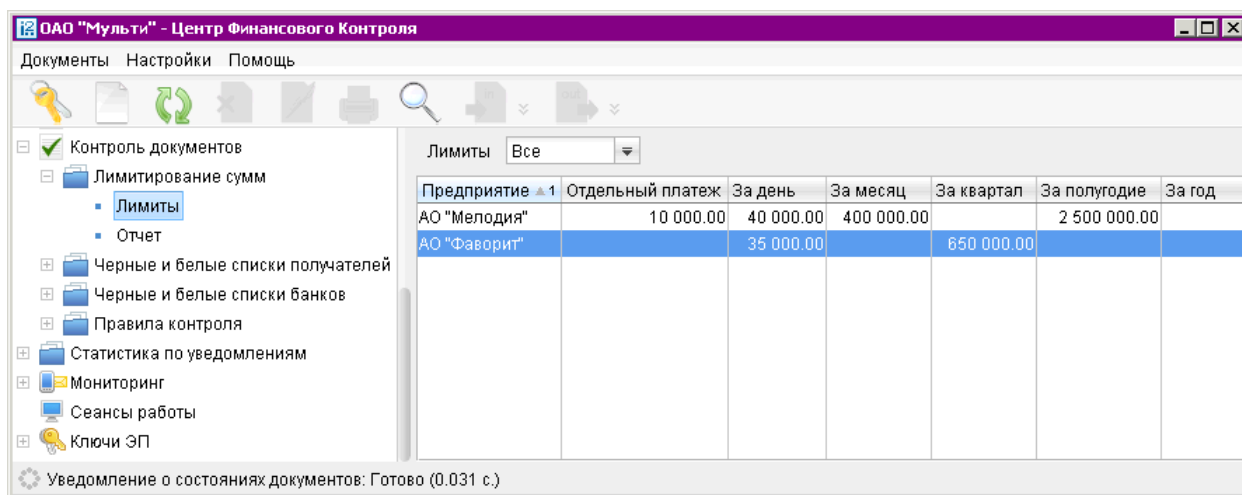 ОАО "Мульти" - Центр Финансового Контроля
Документы Настройки Помощь
in out
Контроль документов
Лимитирование сумм
Лимиты
Отчет
Черные и белые списки получателей
Черные и белые списки банков
Правила контроля
Статистика по уведомлениям
Мониторинг
Сеансы работы
Ключи ЭП
Лимиты Все
Предприятие 1 Отдельный платеж За день За месяц За квартал За полугодие За год
АО "Мелодия" 10 000.00 40 000.00 400 000.00 2 500 000.00
АО "Фаворит" 35 000.00 650 000.00
Уведомление о состояниях документов: Готово (0.031 с.)